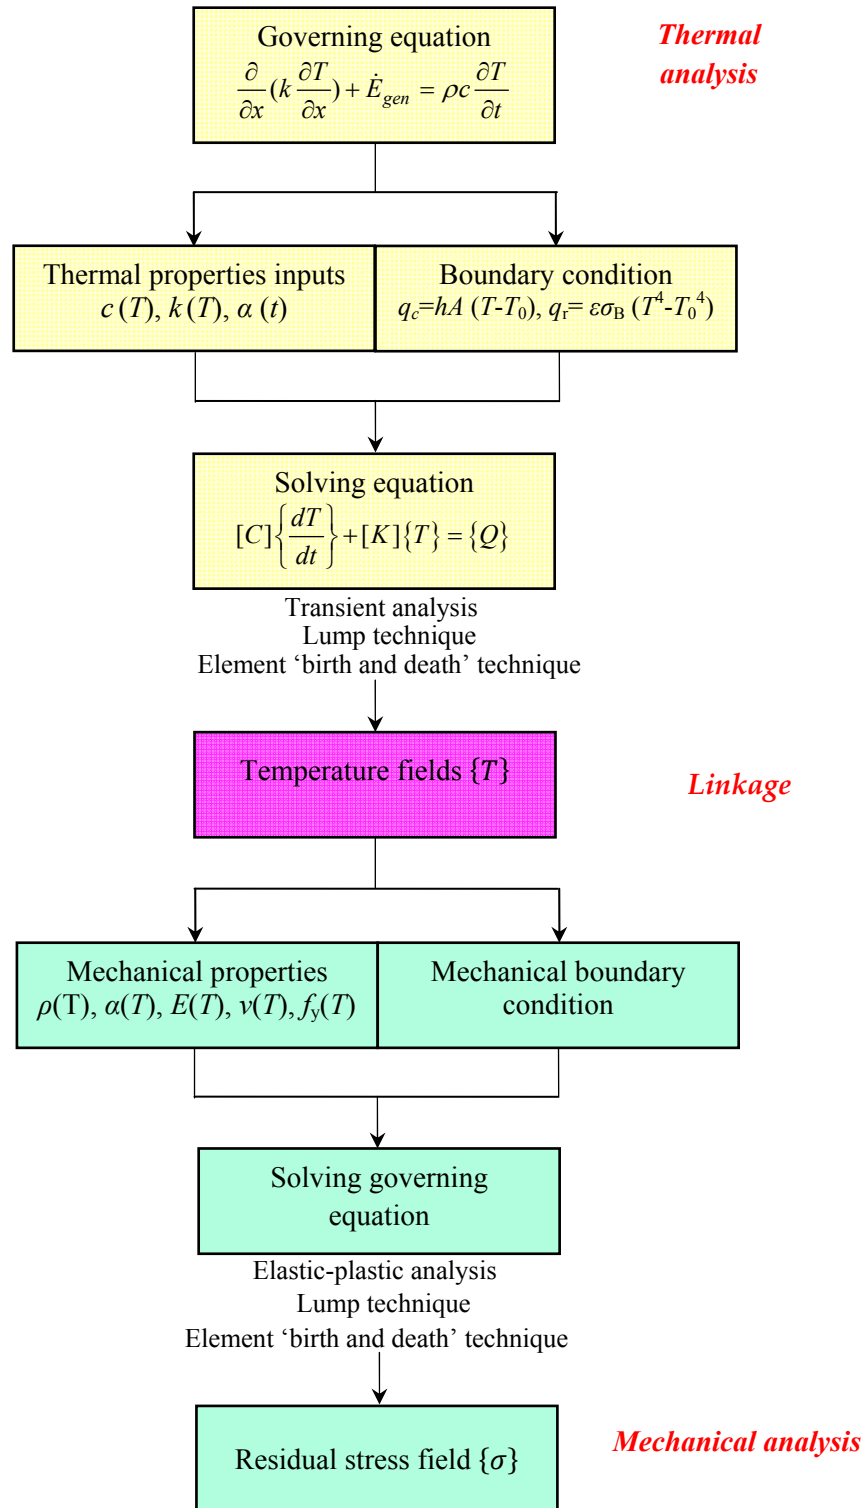 Governing equation
∂/∂x (k ∂T/∂x) + Ė_gen = ρc ∂T/∂t
Thermal
analysis
Thermal properties inputs
c (T), k (T), α (t)
Boundary condition
q_c=hA (T-T_0), q_r= εσ_B (T^4-T_0^4)
Solving equation
[C]{dT/dt}+[K]{T} = {Q}
Transient analysis
Lump technique
Element ‘birth and death’ technique
Temperature fields {T}
Linkage
Mechanical properties
ρ(T), α(T), E(T), ν(T), f_y(T)
Mechanical boundary
condition
Solving governing
equation
Elastic-plastic analysis
Lump technique
Element ‘birth and death’ technique
Residual stress field {σ}
Mechanical analysis